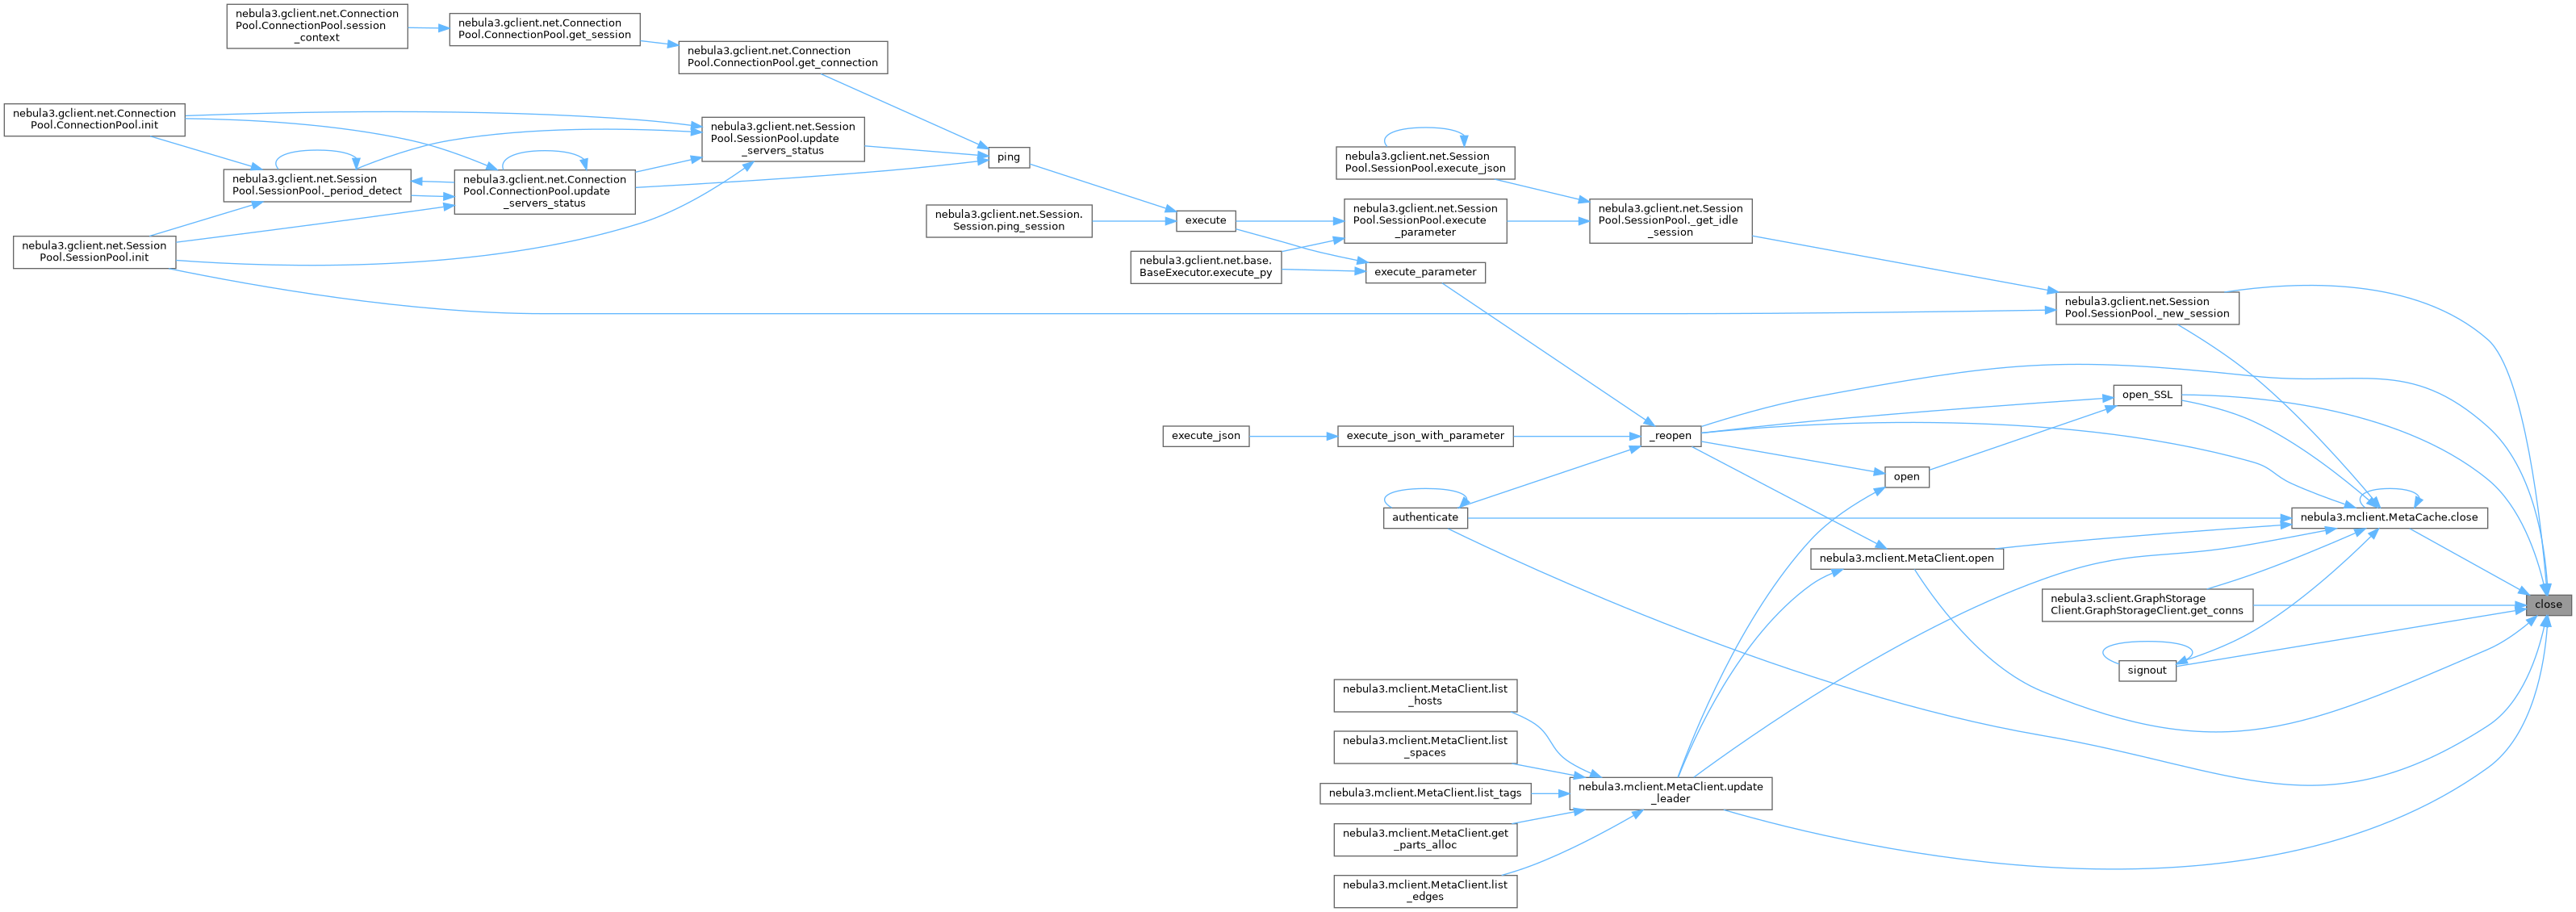 nebula3.gclient.net.Connection
Pool.ConnectionPool.session
_context
nebula3.gclient.net.Connection
Pool.ConnectionPool.get_session
nebula3.gclient.net.Connection
Pool.ConnectionPool.get_connection
nebula3.gclient.net.Connection
Pool.ConnectionPool.init
nebula3.gclient.net.Session
Pool.SessionPool.update
_servers_status
nebula3.gclient.net.Session
Pool.SessionPool._period_detect
nebula3.gclient.net.Connection
Pool.ConnectionPool.update
_servers_status
nebula3.gclient.net.Session
Pool.SessionPool.init
ping
nebula3.gclient.net.Session.
Session.ping_session
execute
nebula3.gclient.net.base.
BaseExecutor.execute_py
nebula3.gclient.net.Session
Pool.SessionPool.execute_json
nebula3.gclient.net.Session
Pool.SessionPool.execute
_parameter
execute_parameter
nebula3.gclient.net.Session
Pool.SessionPool._get_idle
_session
nebula3.gclient.net.Session
Pool.SessionPool._new_session
open_SSL
execute_json
execute_json_with_parameter
_reopen
open
authenticate
nebula3.mclient.MetaCache.close
nebula3.mclient.MetaClient.open
nebula3.sclient.GraphStorage
Client.GraphStorageClient.get_conns
close
signout
nebula3.mclient.MetaClient.list
_hosts
nebula3.mclient.MetaClient.list
_spaces
nebula3.mclient.MetaClient.list_tags
nebula3.mclient.MetaClient.update
_leader
nebula3.mclient.MetaClient.get
_parts_alloc
nebula3.mclient.MetaClient.list
_edges